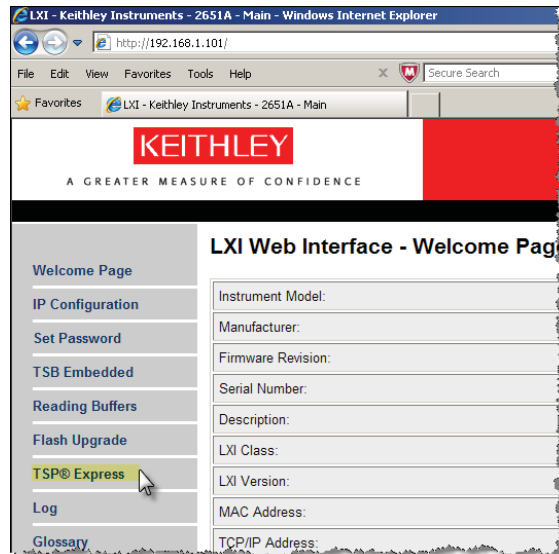 LXI - Keithley Instruments - 2651A - Main - Windows Internet Explorer
http://192.168.1.101/
File Edit View Favorites Tools Help × Secure Search
Favorites LXI - Keithley Instruments - 2651A - Main
KEITHLEY
A GREATER MEASURE OF CONFIDENCE
LXI Web Interface - Welcome Pag
Welcome Page
IP Configuration
Set Password
TSB Embedded
Reading Buffers
Flash Upgrade
TSP® Express
Log
Glossary
Instrument Model:
Manufacturer:
Firmware Revision:
Serial Number:
Description:
LXI Class:
LXI Version:
MAC Address:
TCP/IP Address: